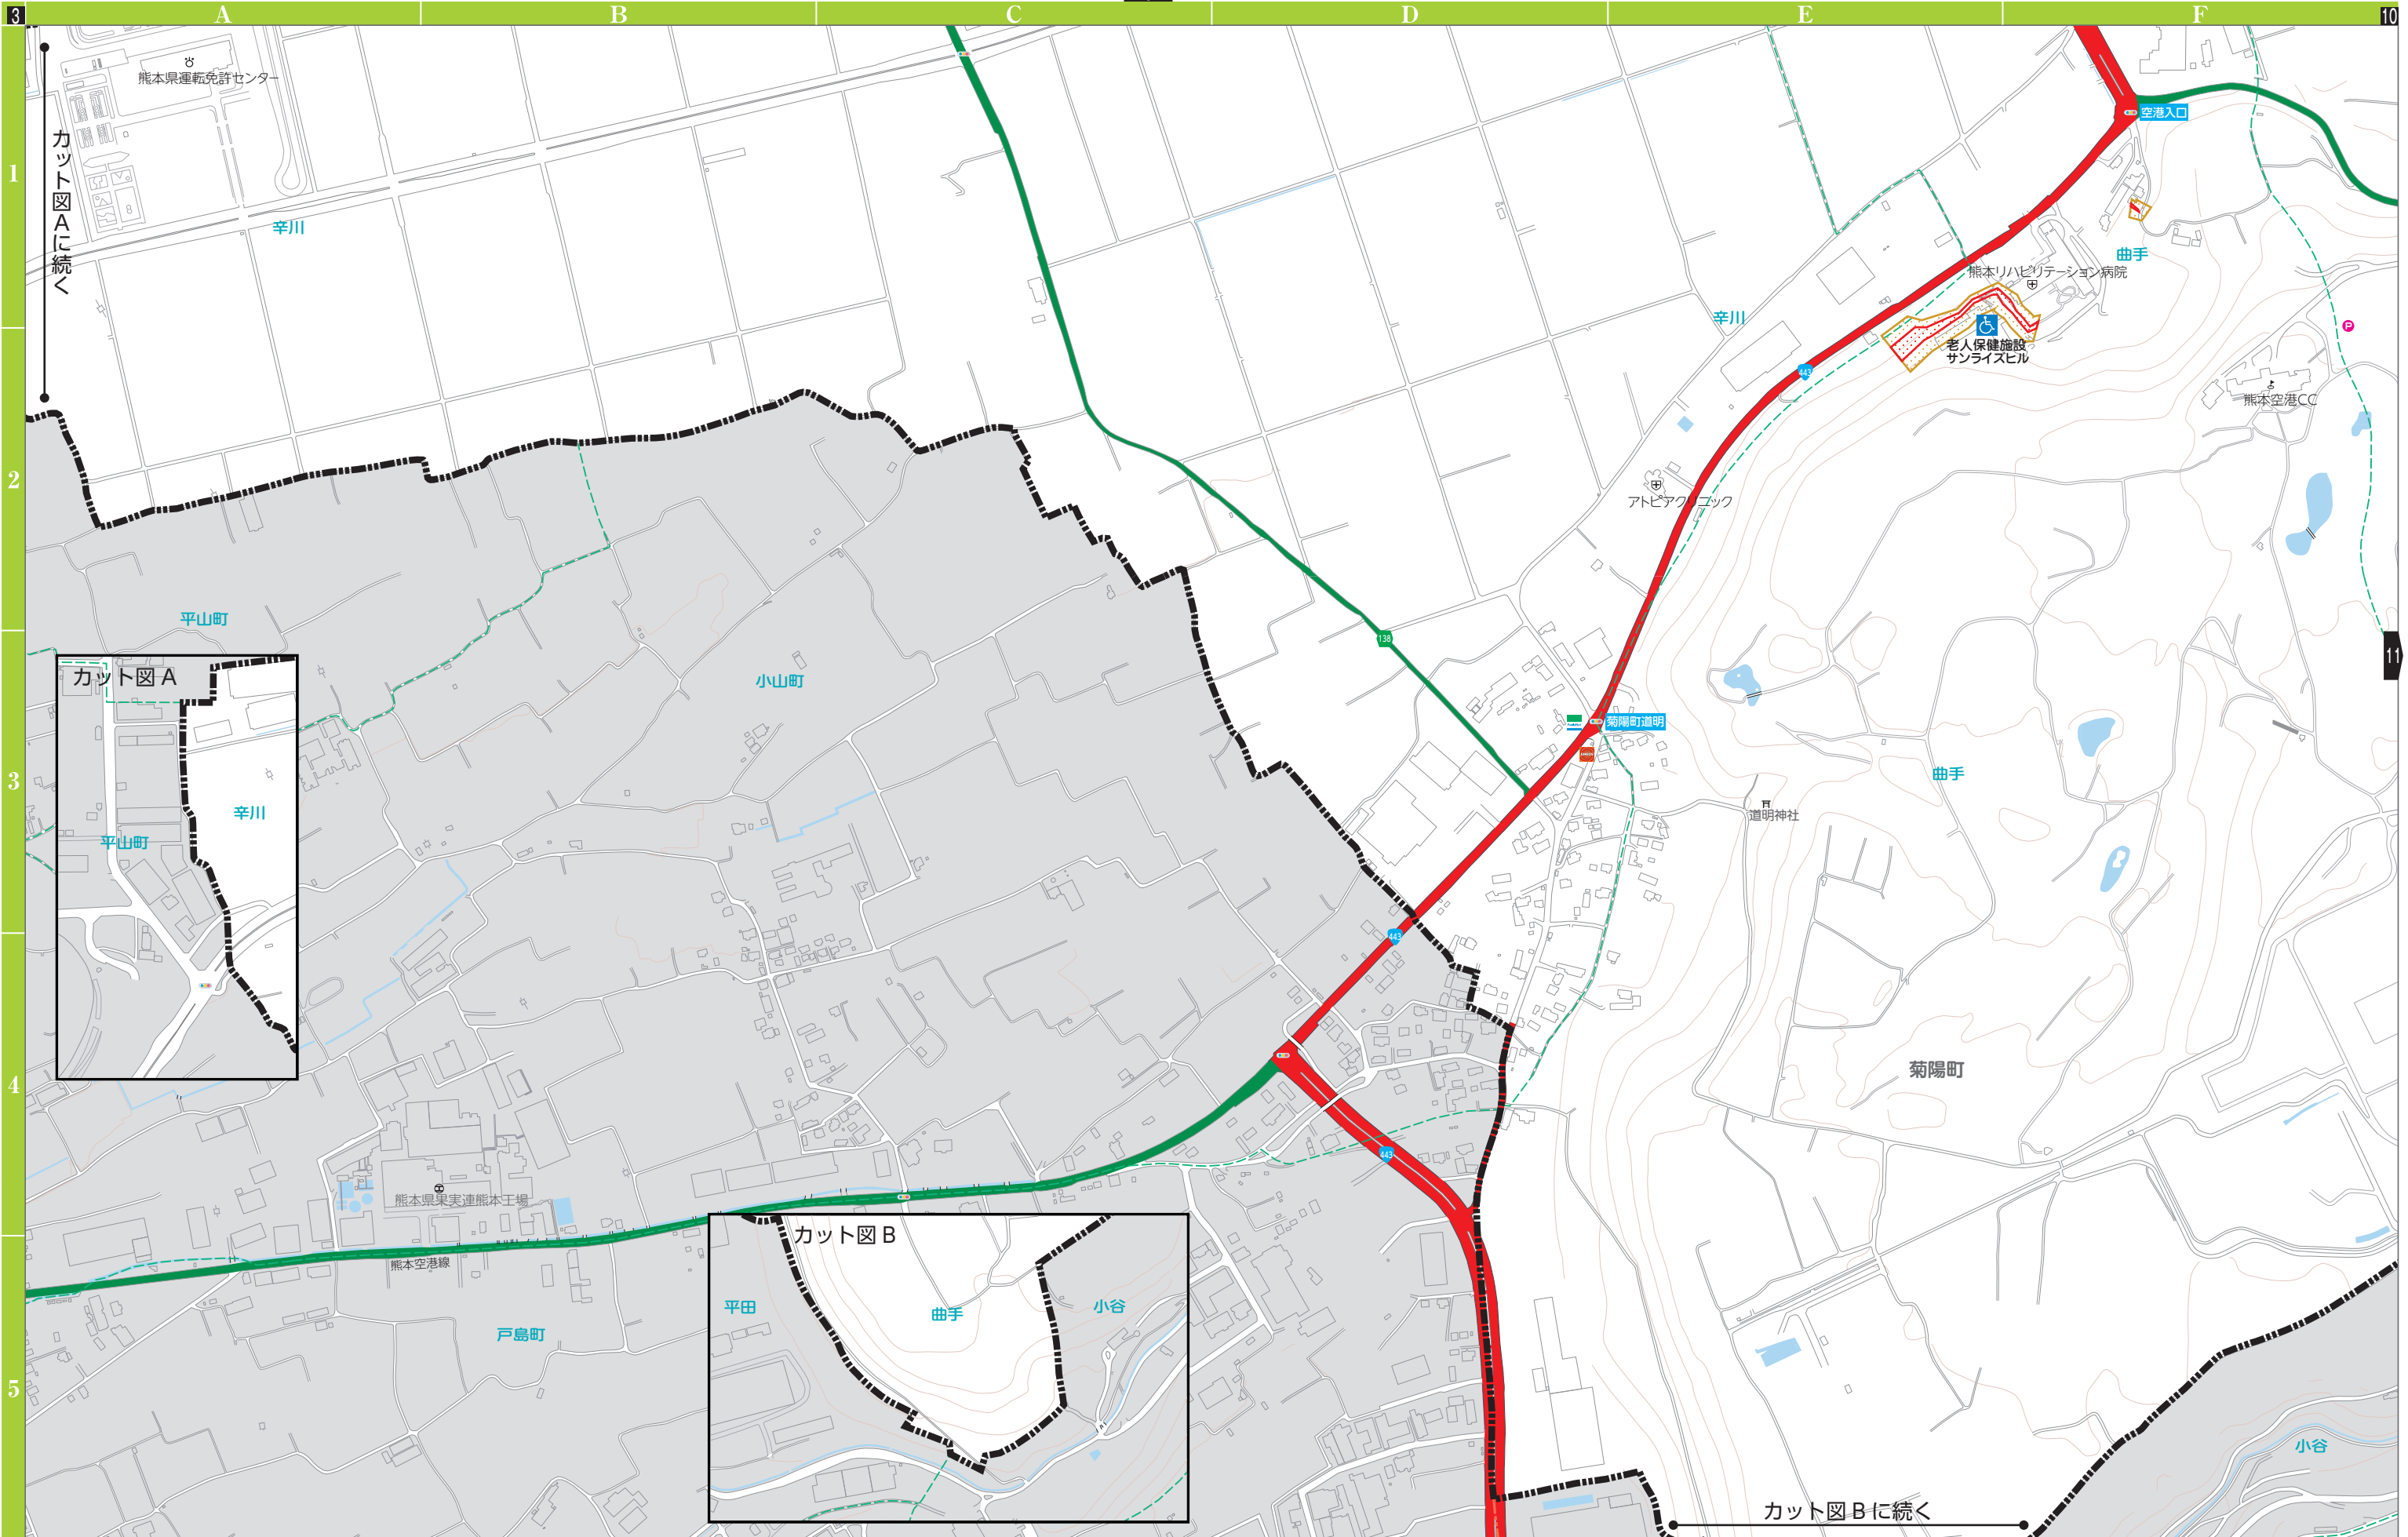 3
A
B
C
D
E
F
10
熊本県運転免許センター
空港入口
カット図Aに続く
1
辛川
曲手
熊本リハビリテーション病院
辛川
P
老人保健施設
サンライズヒル
443
熊本空港CC
2
アトピアクリニック
平山町
138
11
カット図A
小山町
菊陽町道明
3
曲手
辛川
道明神社
平山町
443
4
菊陽町
443
熊本県果実連熊本工場
カット図B
熊本空港線
平田
曲手
小谷
戸島町
5
小谷
カット図Bに続く